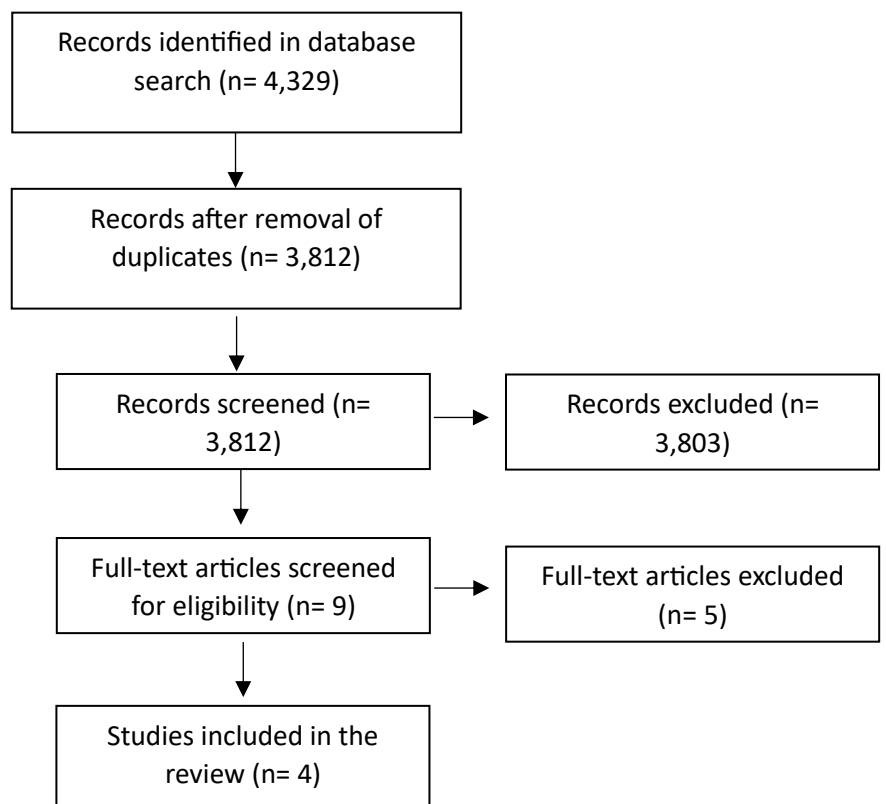 Records identified in database
search (n= 4,329)
Records after removal of
duplicates (n= 3,812)
Records screened (n=
3,812)
Records excluded (n=
3,803)
Full-text articles screened
for eligibility (n= 9)
Full-text articles excluded
(n= 5)
Studies included in the
review (n= 4)